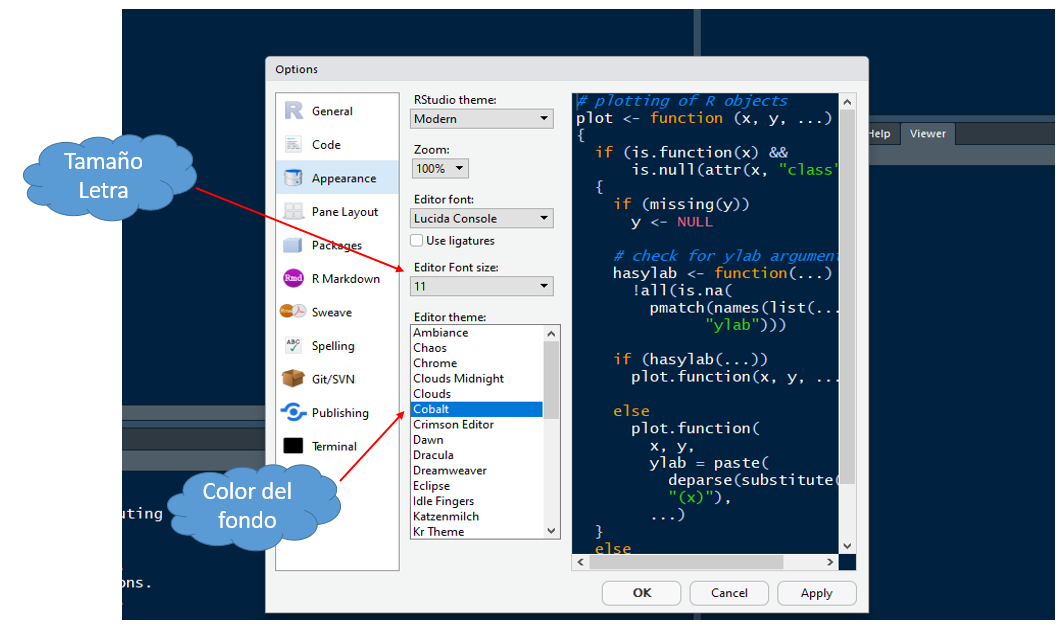 Options
General
Code
Appearance
Pane Layout
Packages
R Markdown
Sweave
Spelling
Git/SVN
Publishing
Terminal
RStudio theme:
Modern
Zoom:
100%
Editor font:
Lucida Console
Use ligatures
Editor Font size:
11
Editor theme:
Ambiance
Chaos
Chrome
Clouds Midnight
Clouds
Cobalt
Crimson Editor
Dawn
Dracula
Dreamweaver
Eclipse
Idle Fingers
Katzenmilch
Kr Theme
# plotting of R objects
plot <- function (x, y, ...)
{
if (is.function(x) &&
is.null(attr(x, "class"
{
if (missing(y))
y <- NULL
# check for ylab argument
hasylab <- function(...)
!all(is.na(
pmatch(names(list(...
"ylab")))
if (hasylab(...))
plot.function(x, y, ...
else
plot.function(
x, y,
ylab = paste(
deparse(substitute(
"(x)"),
...)
}
else
OK
Cancel
Apply
Help
Viewer
Tamaño
Letra
Color del
fondo
uting
ons.
R
Rmd
ABC